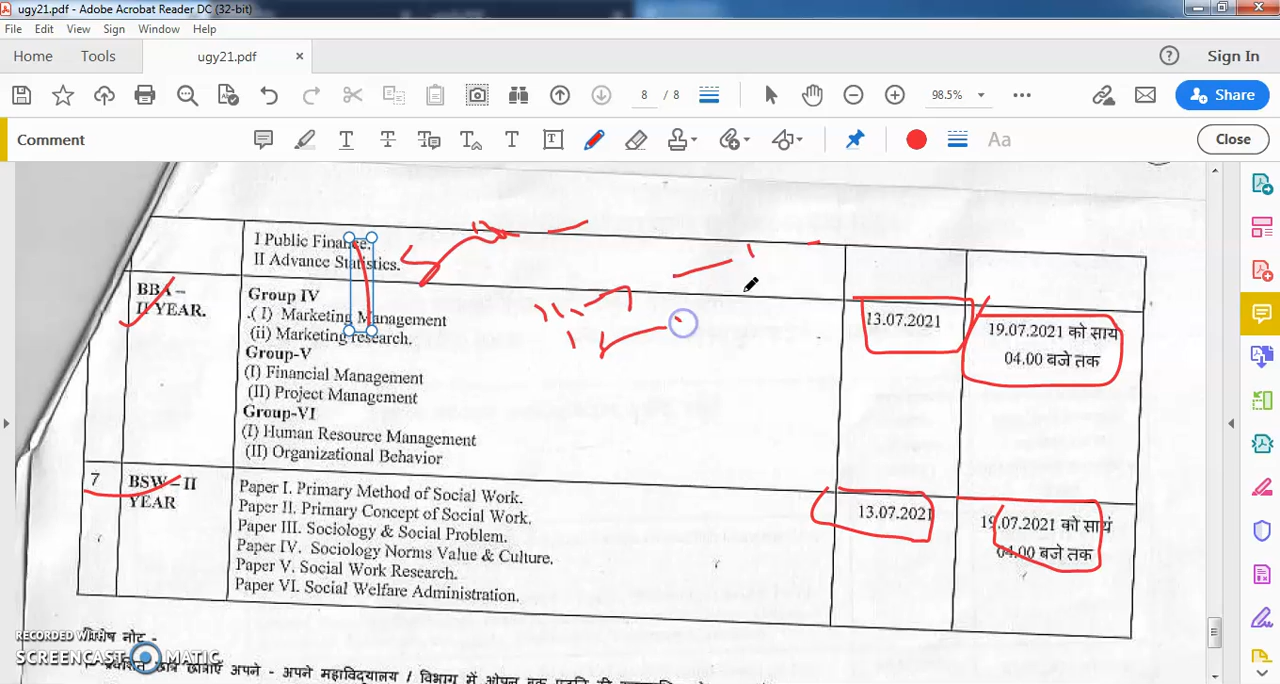 ugy21.pdf - Adobe Acrobat Reader DC (32-bit)
File Edit View Sign Window Help
Home Tools ugy21.pdf × ? Sign In
8 / 8 98.5% Share
Comment Aa Close
I Public Finance.
II Advance Statistics.
BBA –
II YEAR.
Group IV
.( I) Marketing Management
(ii) Marketing research.
Group-V
(I) Financial Management
(II) Project Management
Group-VI
(I) Human Resource Management
(II) Organizational Behavior
13.07.2021
19.07.2021 को सायं
04.00 बजे तक
7 BSW – II
YEAR
Paper I. Primary Method of Social Work.
Paper II. Primary Concept of Social Work.
Paper III. Sociology & Social Problem.
Paper IV. Sociology Norms Value & Culture.
Paper V. Social Work Research.
Paper VI. Social Welfare Administration.
13.07.2021
19.07.2021 को सायं
04.00 बजे तक
नोट -
RECORDED WITH
SCREENCAST MATIC
छात्र छात्राएं अपने - अपने महाविद्यालय / विभाग में ओपन बुक पद्धति की